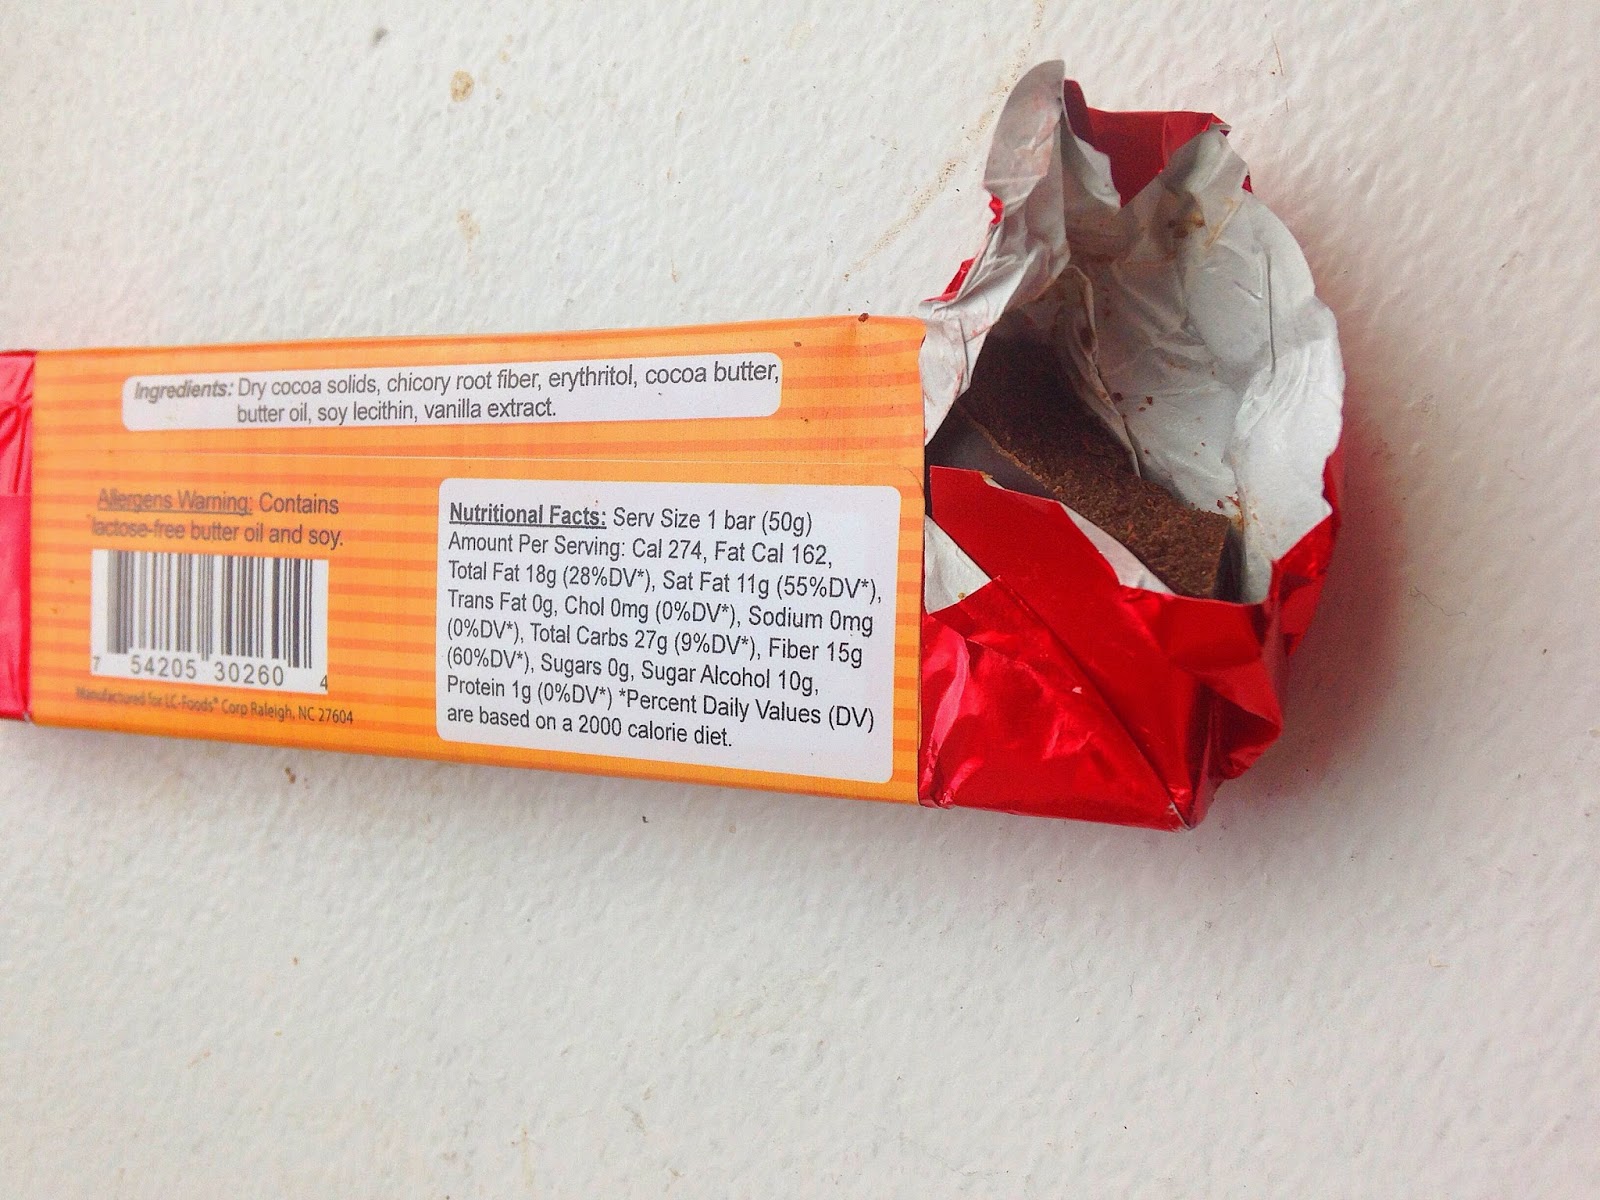 Ingredients: Dry cocoa solids, chicory root fiber, erythritol, cocoa butter,
butter oil, soy lecithin, vanilla extract.
Allergens Warning: Contains
lactose-free butter oil and soy.
7 54205 30260 4
Manufactured for LC-Foods® Corp Raleigh, NC 27604
Nutritional Facts: Serv Size 1 bar (50g)
Amount Per Serving: Cal 274, Fat Cal 162,
Total Fat 18g (28%DV*), Sat Fat 11g (55%DV*),
Trans Fat 0g, Chol 0mg (0%DV*), Sodium 0mg
(0%DV*), Total Carbs 27g (9%DV*), Fiber 15g
(60%DV*), Sugars 0g, Sugar Alcohol 10g,
Protein 1g (0%DV*) *Percent Daily Values (DV)
are based on a 2000 calorie diet.